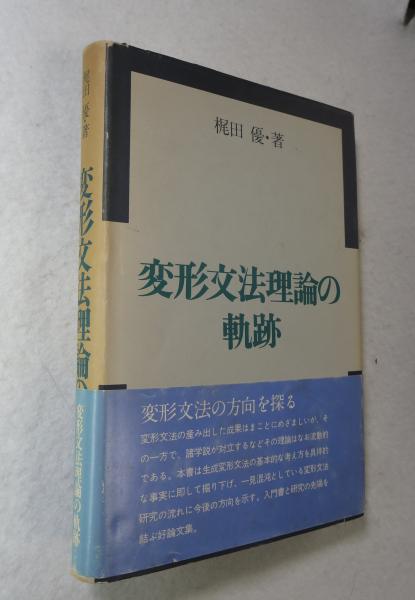 梶田 優・著
変形文法理論の
軌跡
変形文法の方向を探る
変形文法の産み出した成果はまことにめざましいが、そ
の一方で、諸学説が対立するなどその理論はなお流動的
である。本書は生成変形文法の基本的な考え方を具体的
な事実に即して掘り下げ、一見混沌としている変形文法
研究の流れに今後の方向を示す。入門書と研究の先端を
結ぶ好論文集。
梶田 優・著
変形文法理論の
変形文法理論の軌跡